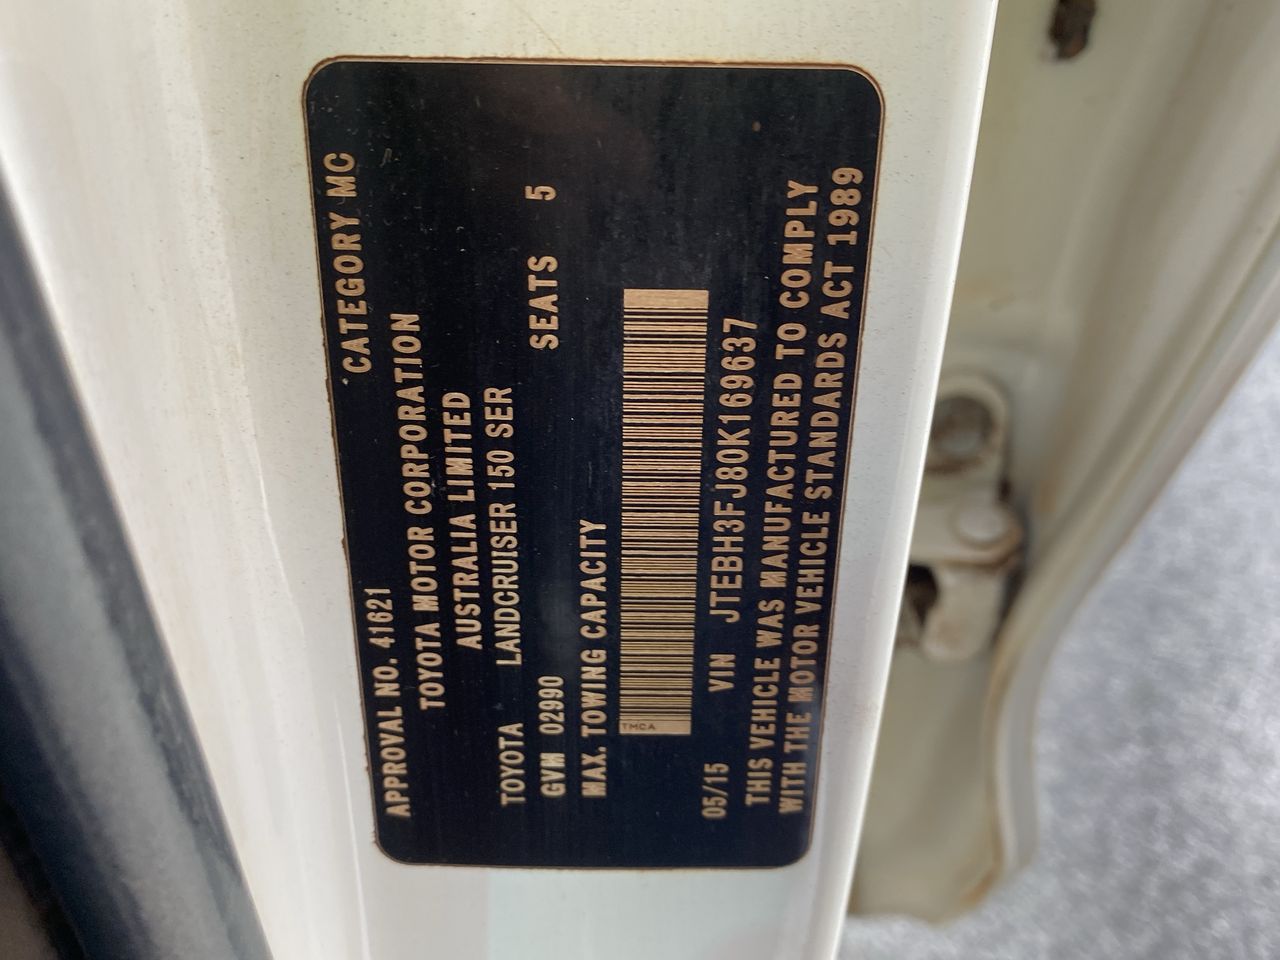 APPROVAL NO. 41621 CATEGORY MC
TOYOTA MOTOR CORPORATION
AUSTRALIA LIMITED
TOYOTA LANDCRUISER 150 SER
GVM 02990 SEATS 5
MAX. TOWING CAPACITY
TMCA
05/15 VIN JTEBH3FJ80K169637
THIS VEHICLE WAS MANUFACTURED TO COMPLY
WITH THE MOTOR VEHICLE STANDARDS ACT 1989